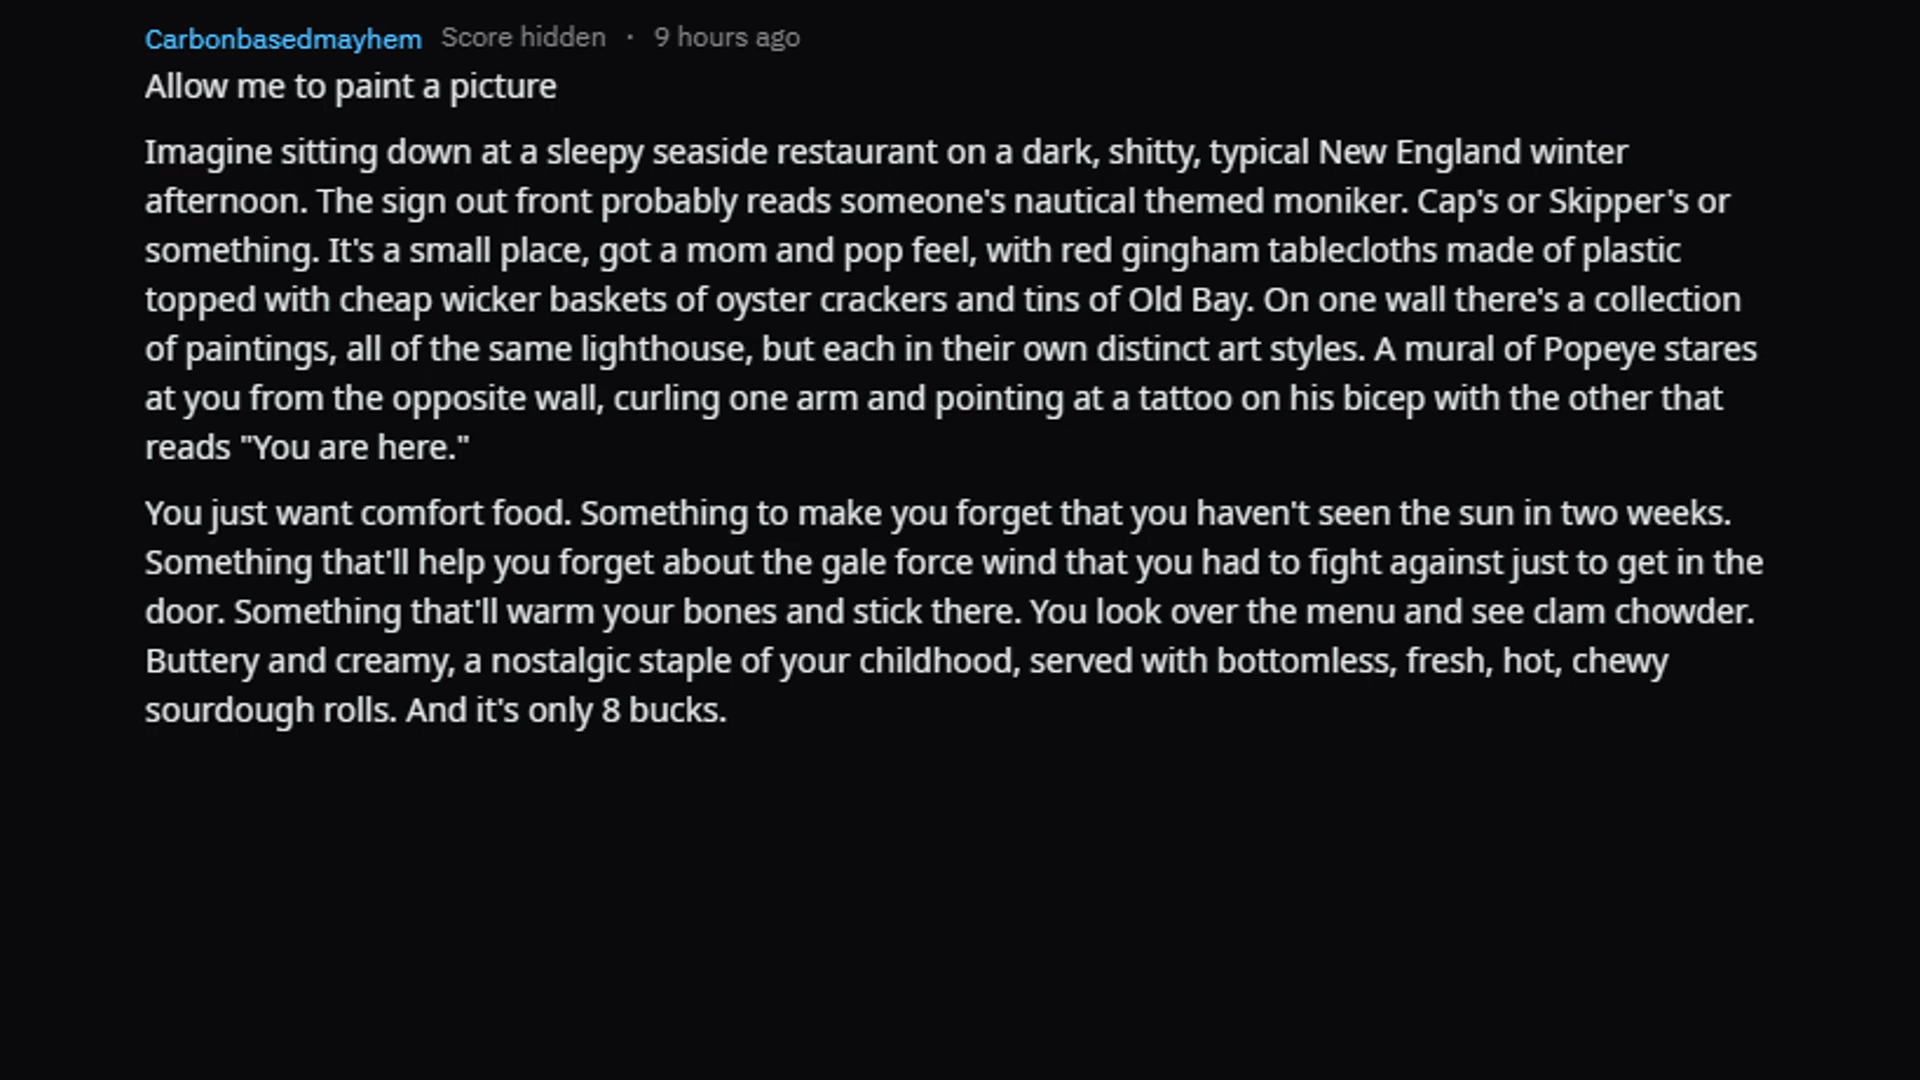 Carbonbasedmayhem Score hidden · 9 hours ago
Allow me to paint a picture
Imagine sitting down at a sleepy seaside restaurant on a dark, shitty, typical New England winter
afternoon. The sign out front probably reads someone's nautical themed moniker. Cap's or Skipper's or
something. It's a small place, got a mom and pop feel, with red gingham tablecloths made of plastic
topped with cheap wicker baskets of oyster crackers and tins of Old Bay. On one wall there's a collection
of paintings, all of the same lighthouse, but each in their own distinct art styles. A mural of Popeye stares
at you from the opposite wall, curling one arm and pointing at a tattoo on his bicep with the other that
reads "You are here."
You just want comfort food. Something to make you forget that you haven't seen the sun in two weeks.
Something that'll help you forget about the gale force wind that you had to fight against just to get in the
door. Something that'll warm your bones and stick there. You look over the menu and see clam chowder.
Buttery and creamy, a nostalgic staple of your childhood, served with bottomless, fresh, hot, chewy
sourdough rolls. And it's only 8 bucks.